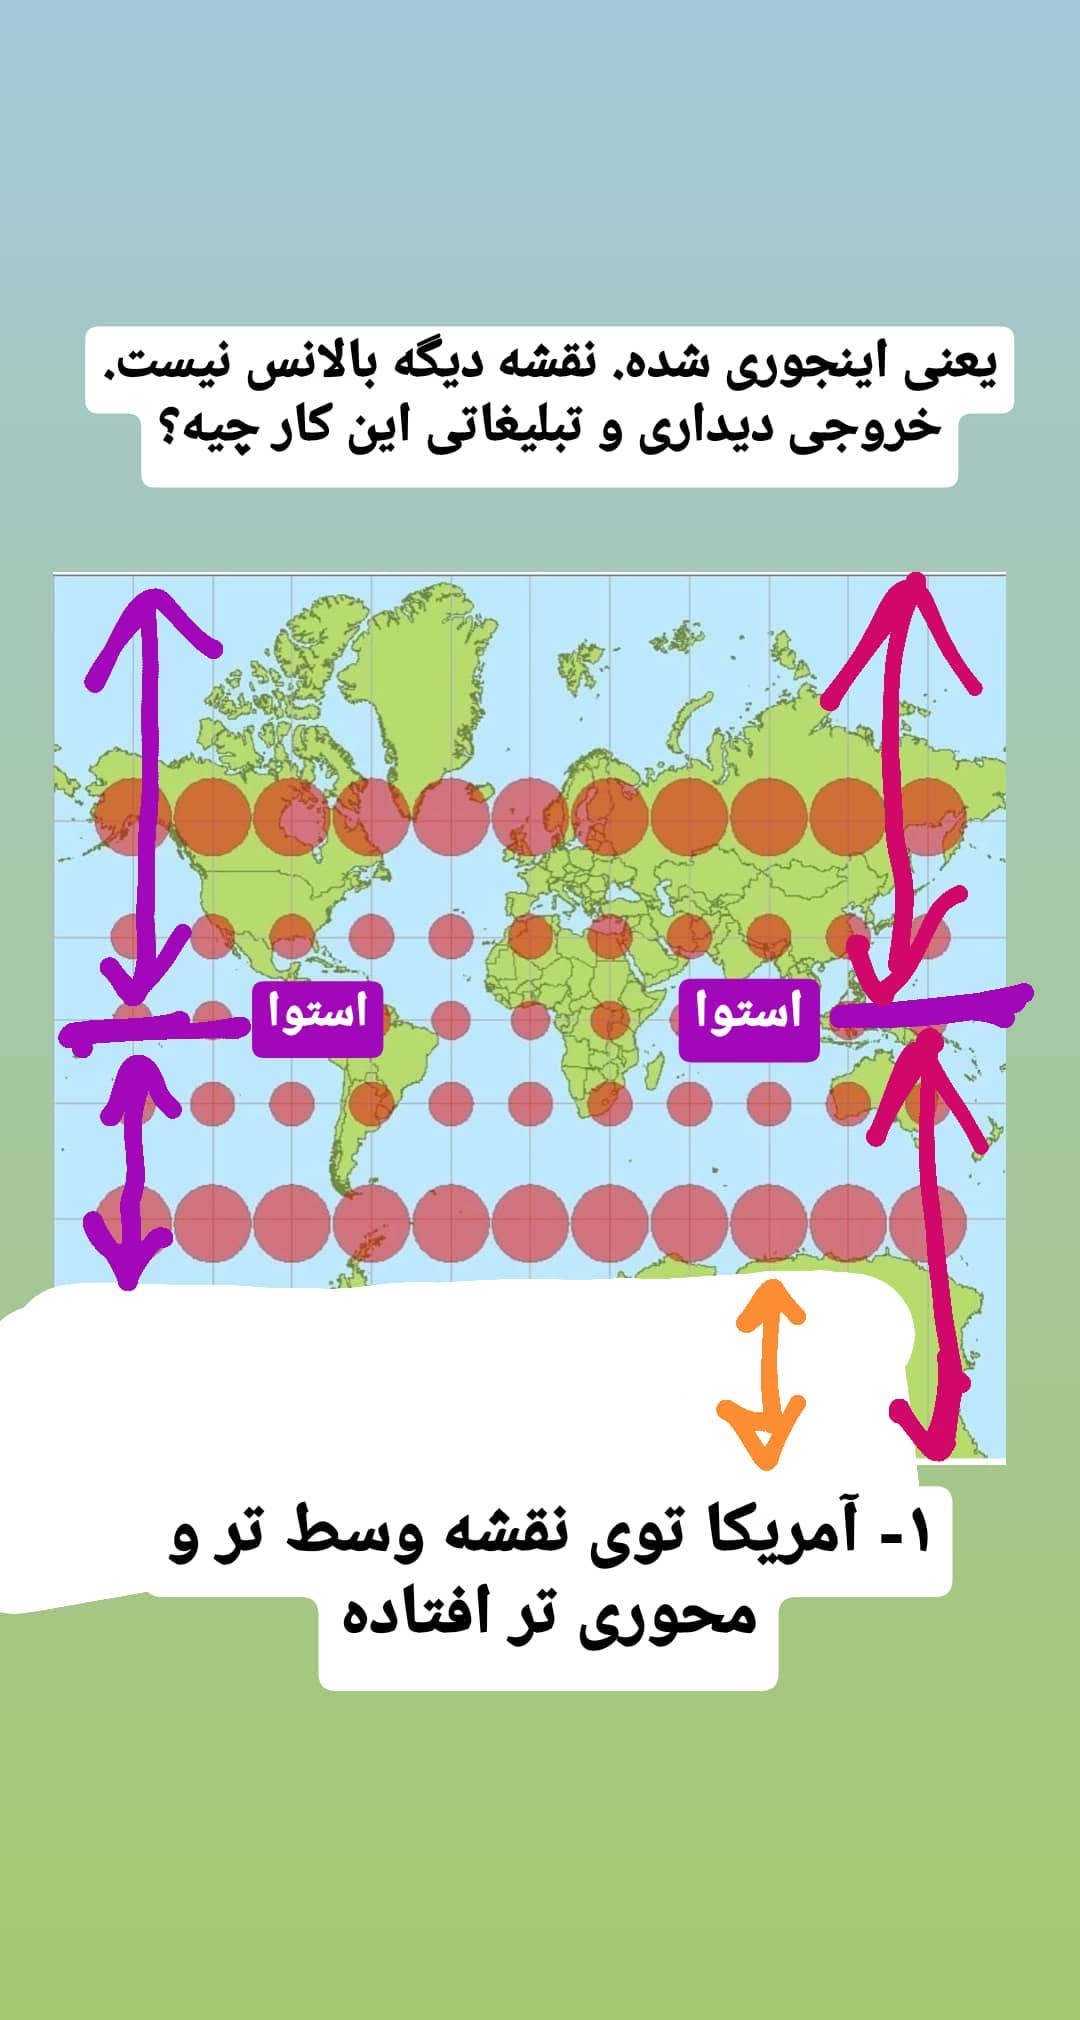 یعنی اینجوری شده. نقشه دیگه بالانس نیست.
خروجی دیداری و تبلیغاتی این کار چیه؟
استوا
استوا
۱- آمریکا توی نقشه وسط تر و
محوری تر افتاده